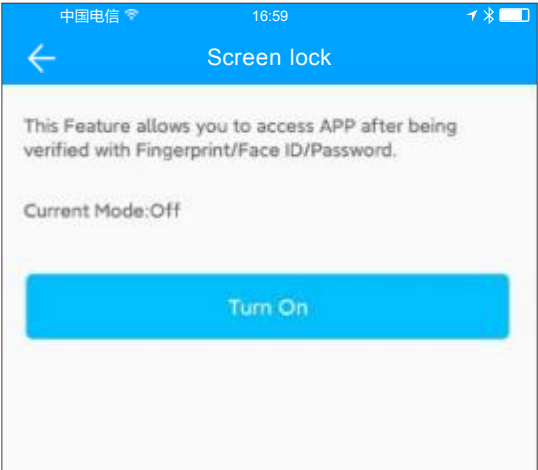 中国电信 16:59
Screen lock
This Feature allows you to access APP after being
verified with Fingerprint/Face ID/Password.
Current Mode:Off
Turn On